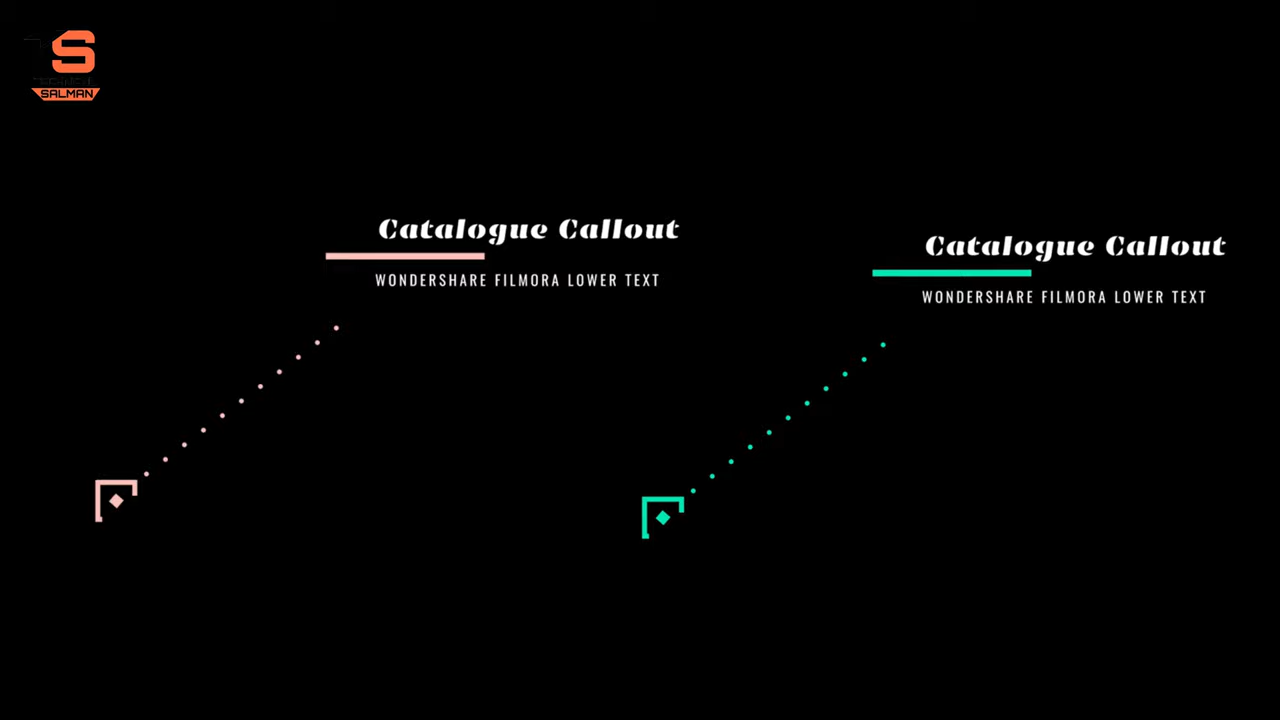 S
SALMAN
Catalogue Callout
WONDERSHARE FILMORA LOWER TEXT
Catalogue Callout
WONDERSHARE FILMORA LOWER TEXT